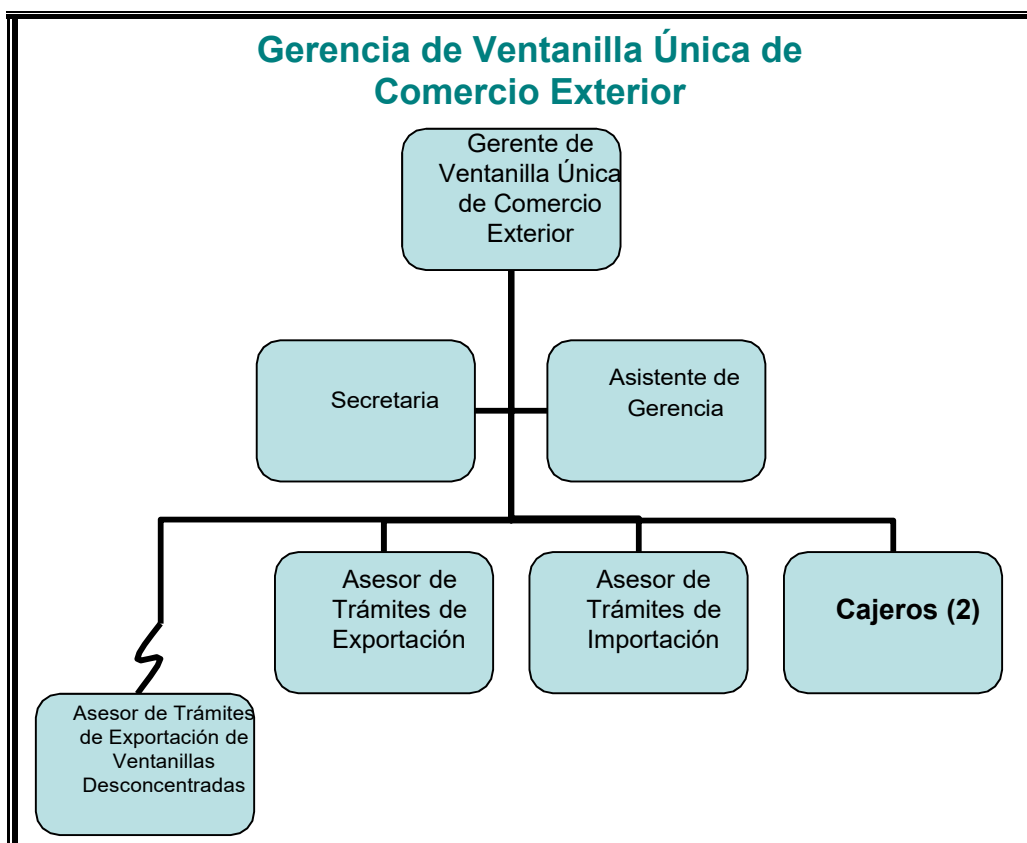 Gerencia de Ventanilla Única de
Comercio Exterior
Gerente de
Ventanilla Única
de Comercio
Exterior
Secretaria
Asistente de
Gerencia
Asesor de
Trámites de
Exportación
Asesor de
Trámites de
Importación
Cajeros (2)
Asesor de Trámites
de Exportación de
Ventanillas
Desconcentradas